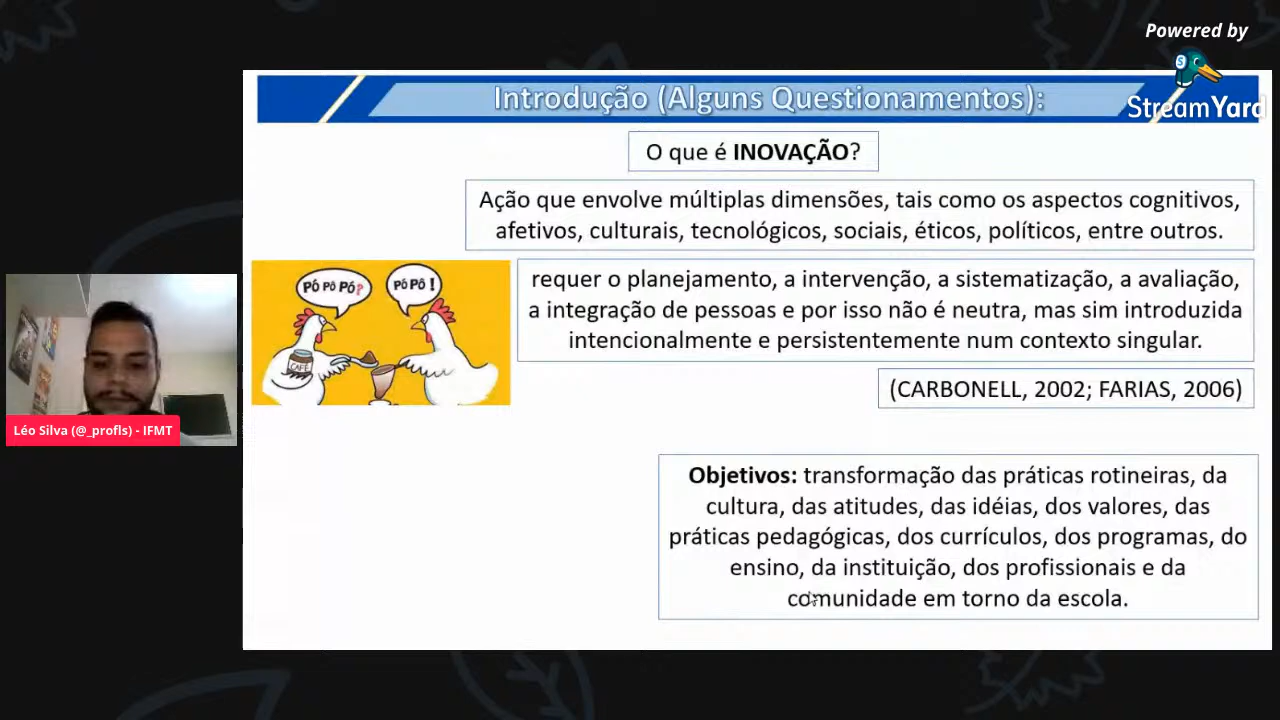 Powered by
StreamYard
Introdução (Alguns Questionamentos):
O que é INOVAÇÃO?
Ação que envolve múltiplas dimensões, tais como os aspectos cognitivos,
afetivos, culturais, tecnológicos, sociais, éticos, políticos, entre outros.
PÓ PÔ PÓ?
PÓ PÔ!
CAFÉ
requer o planejamento, a intervenção, a sistematização, a avaliação,
a integração de pessoas e por isso não é neutra, mas sim introduzida
intencionalmente e persistentemente num contexto singular.
(CARBONELL, 2002; FARIAS, 2006)
Léo Silva (@_profls) - IFMT
Objetivos: transformação das práticas rotineiras, da
cultura, das atitudes, das idéias, dos valores, das
práticas pedagógicas, dos currículos, dos programas, do
ensino, da instituição, dos profissionais e da
comunidade em torno da escola.